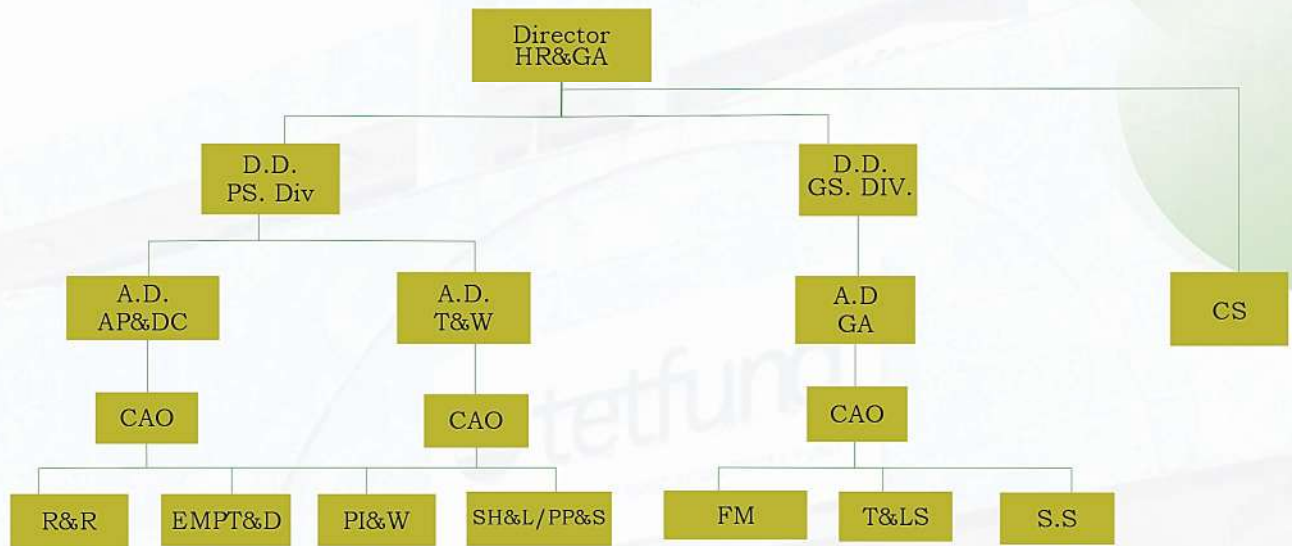 Director
HR&GA
D.D.
PS. Div
D.D.
GS. DIV.
A.D.
AP&DC
A.D.
T&W
A.D
GA
CS
CAO
CAO
CAO
R&R
EMPT&D
PI&W
SH&L/PP&S
FM
T&LS
S.S
tetfund